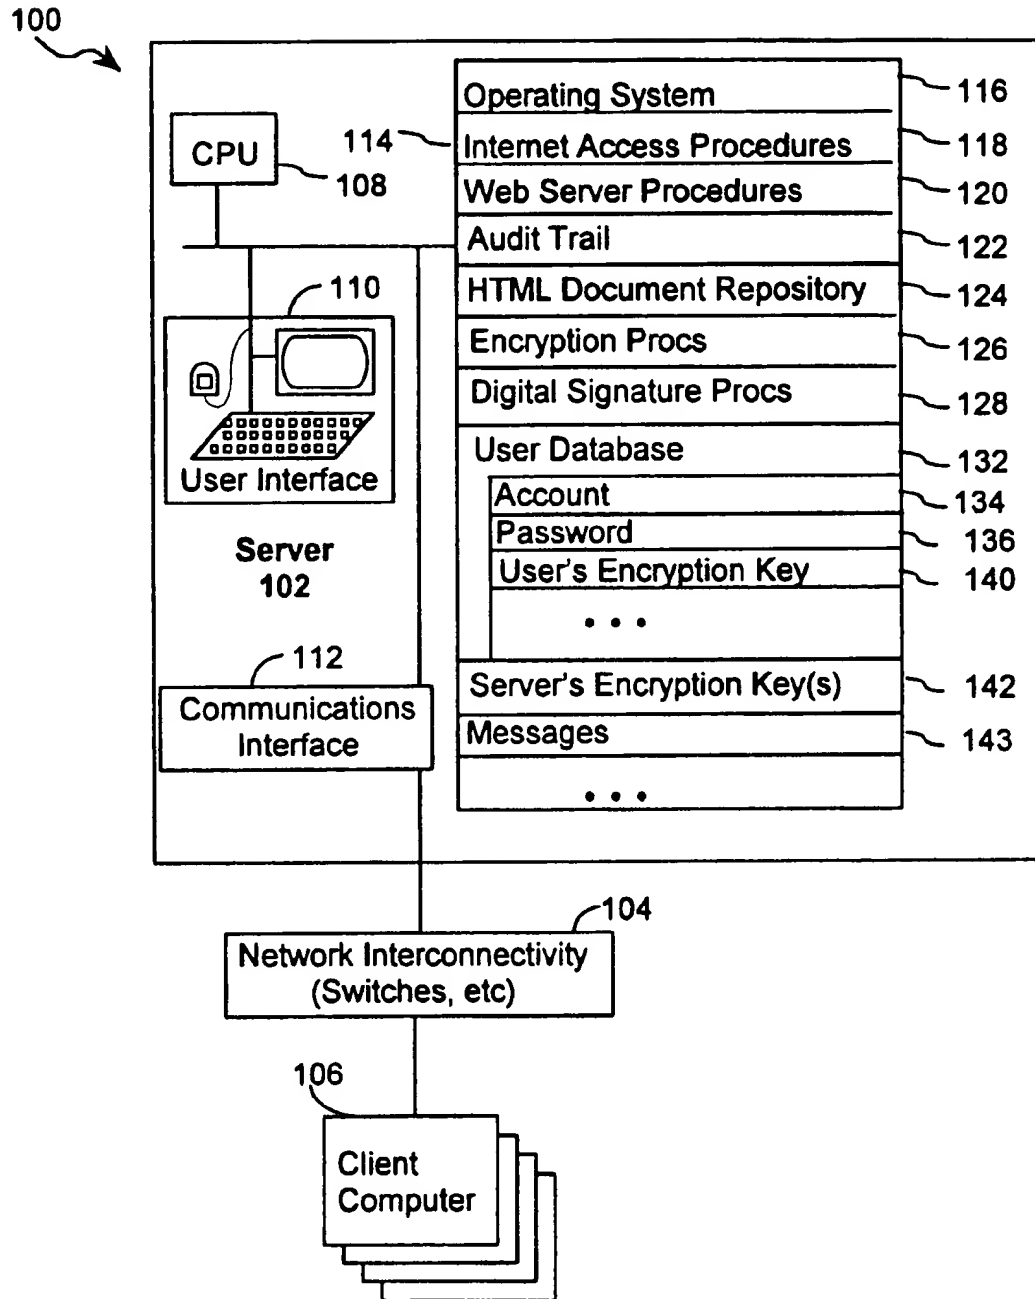 100
CPU
108
110
User Interface
Server
102
112
Communications
Interface
114
Operating System 116
Internet Access Procedures 118
Web Server Procedures 120
Audit Trail 122
HTML Document Repository 124
Encryption Procs 126
Digital Signature Procs 128
User Database 132
Account 134
Password 136
User's Encryption Key 140
• • •
Server's Encryption Key(s) 142
Messages 143
• • •
104
Network Interconnectivity
(Switches, etc)
106
Client
Computer